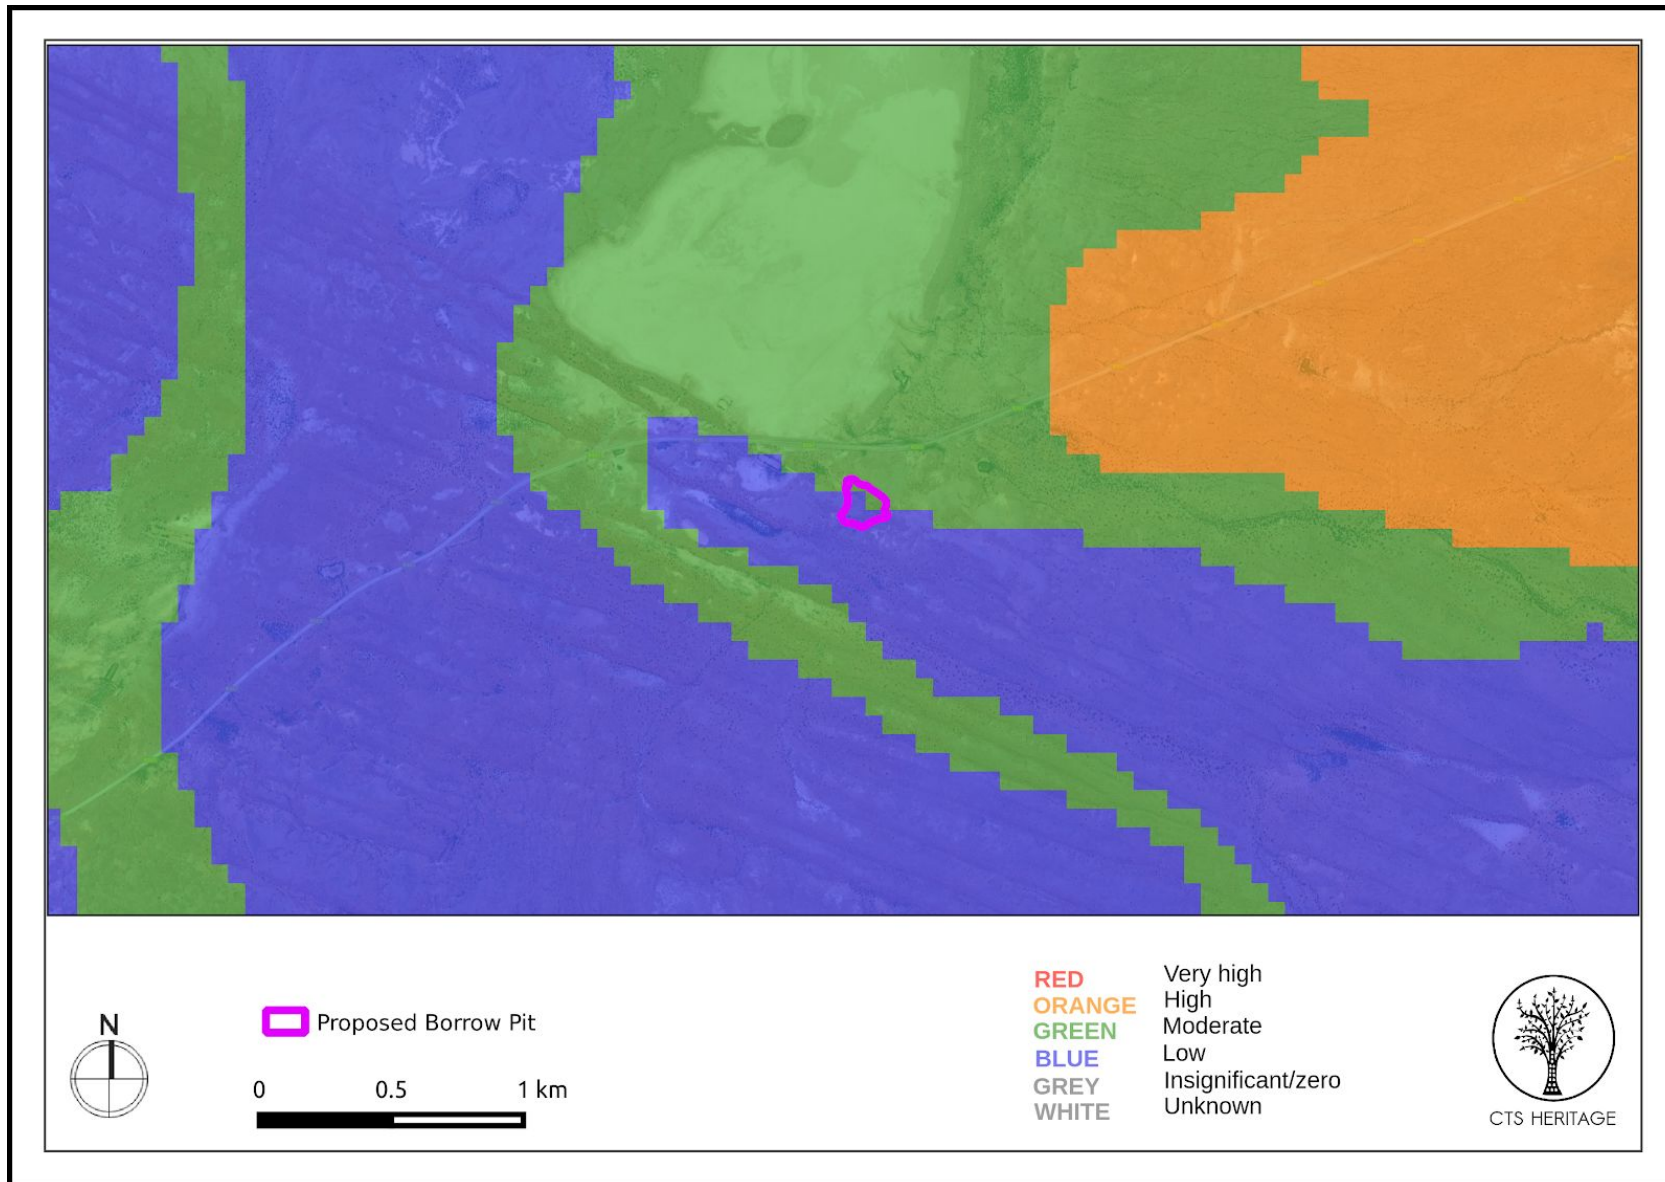 N
Proposed Borrow Pit
0 0.5 1 km
RED Very high
ORANGE High
GREEN Moderate
BLUE Low
GREY Insignificant/zero
WHITE Unknown
CTS HERITAGE